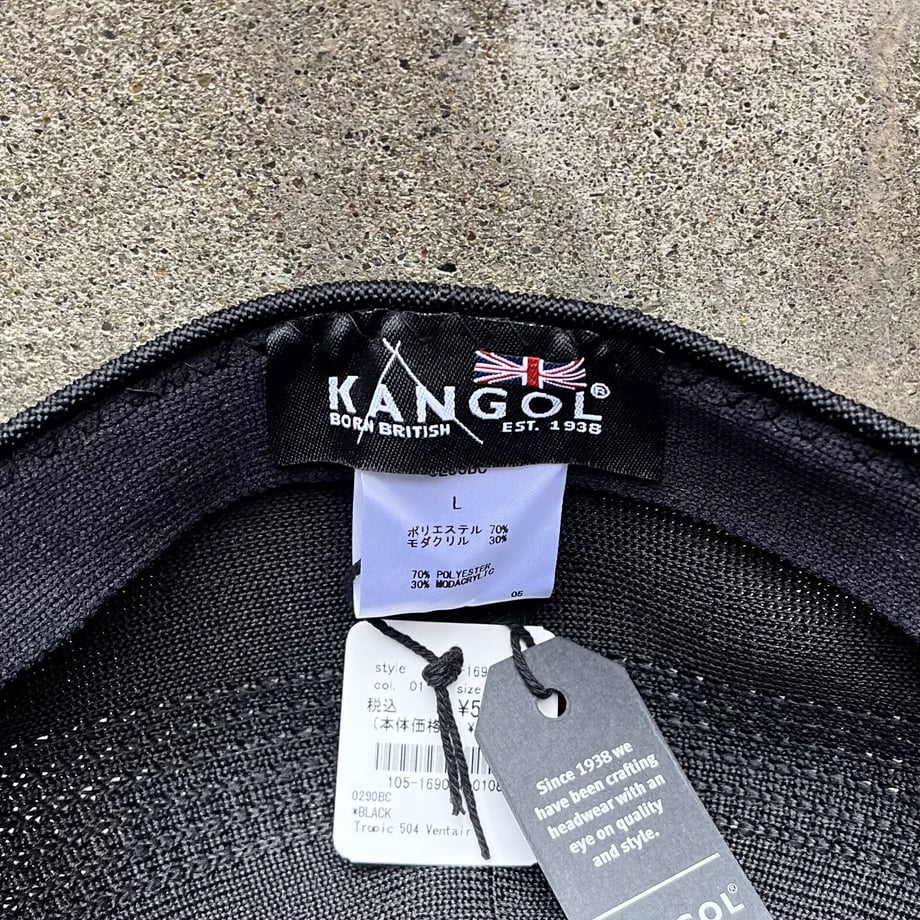 KANGOL®
BORN BRITISH EST. 1938
L
ポリエステル 70%
モダクリル 30%
70% POLYESTER
30% MODACRYLIC
05
style
col. 01 size
税込 ¥5
(本体価格 ¥
0290BC
*BLACK
Tropic 504 Ventair
Since 1938 we
have been crafting
headwear with an
eye on quality
and style.